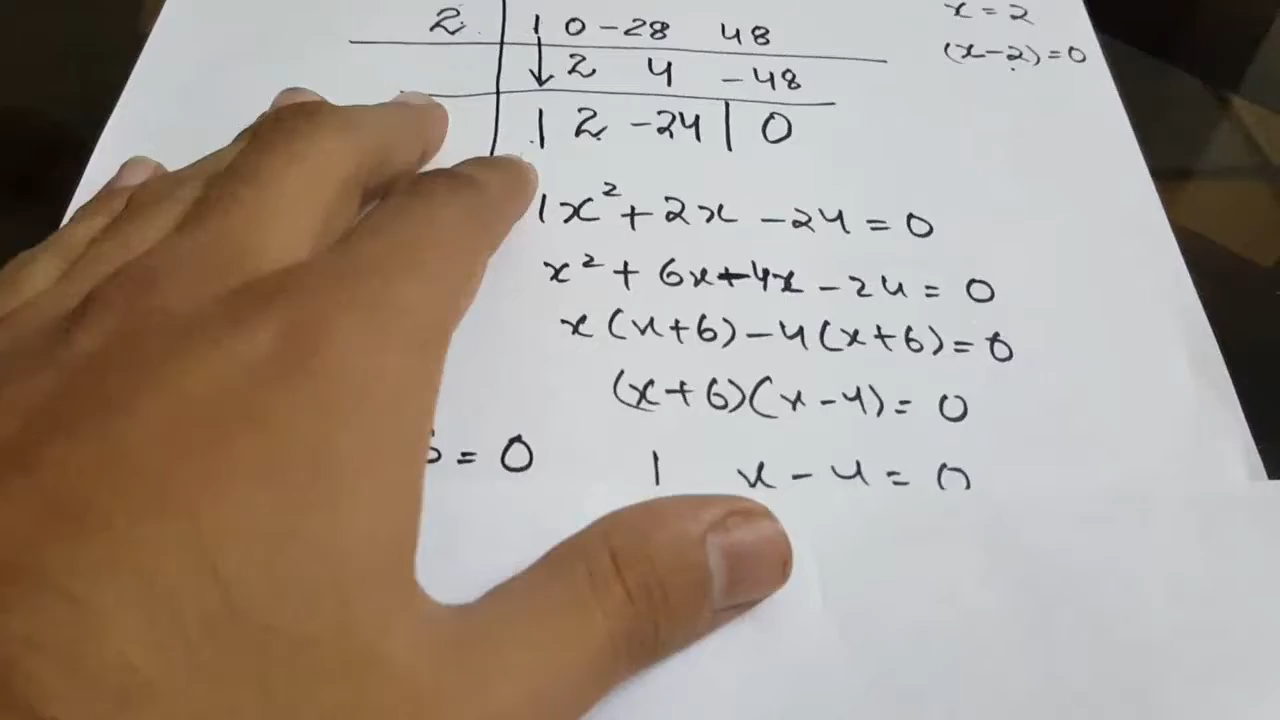 2 | 1 0 -28 48
x = 2
(x-2) = 0
↓ 2 4 -48
1 2 -24 | 0
1x² + 2x - 24 = 0
x² + 6x - 4x - 24 = 0
x(x+6) - 4(x+6) = 0
(x+6)(x-4) = 0
= 0 | x - 4 = 0